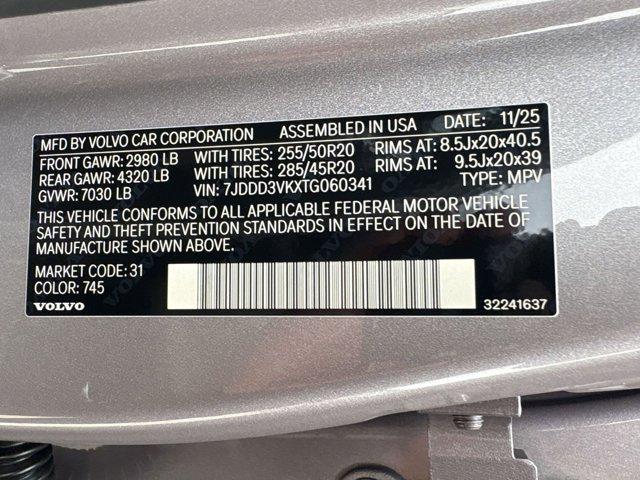 MFD BY VOLVO CAR CORPORATION ASSEMBLED IN USA DATE: 11/25
FRONT GAWR: 2980 LB WITH TIRES: 255/50R20 RIMS AT: 8.5Jx20x40.5
REAR GAWR: 4320 LB WITH TIRES: 285/45R20 RIMS AT: 9.5Jx20x39
GVWR: 7030 LB VIN: 7JDDD3VKXTG060341 TYPE: MPV
THIS VEHICLE CONFORMS TO ALL APPLICABLE FEDERAL MOTOR VEHICLE
SAFETY AND THEFT PREVENTION STANDARDS IN EFFECT ON THE DATE OF
MANUFACTURE SHOWN ABOVE.
MARKET CODE: 31
COLOR: 745
VOLVO 32241637